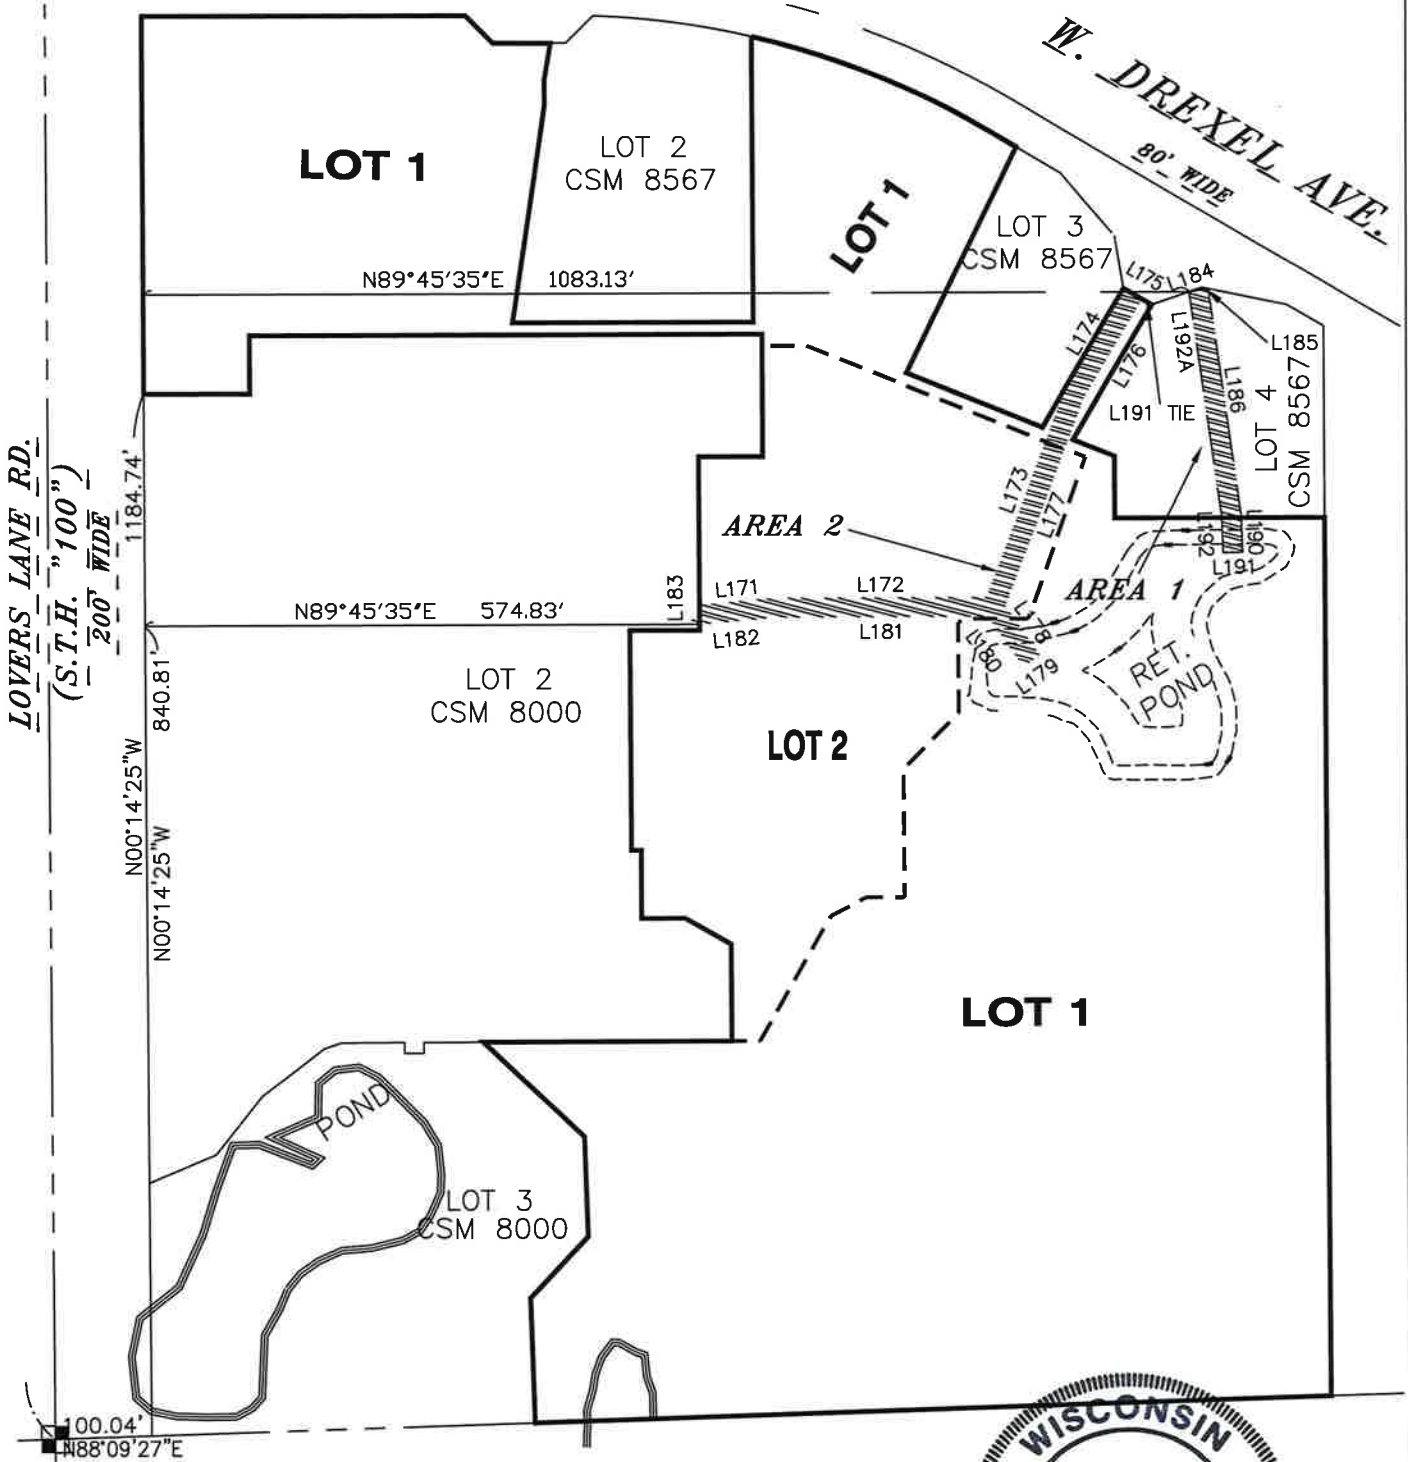 W. DREXEL AVE.
80' WIDE
LOT 1
LOT 2
CSM 8567
LOT 1
LOT 3
CSM 8567
N89°45'35"E 1083.13'
L175
L184
L174
L176
L192A
L185
L186
L191 TIE
LOT 4
CSM 8567
LOVERS LANE RD.
(S.T.H. "100")
200' WIDE
1184.74'
L173
L177
AREA 2
L192
L190
L191
AREA 1
L183
L171
L172
N89°45'35"E 574.83'
L182
L181
L180
L179
RET.
POND
840.81'
LOT 2
CSM 8000
LOT 2
N00°14'25"W
N00°14'25"W
LOT 1
POND
LOT 3
CSM 8000
100.04'
N88°09'27"E
WISCONSIN